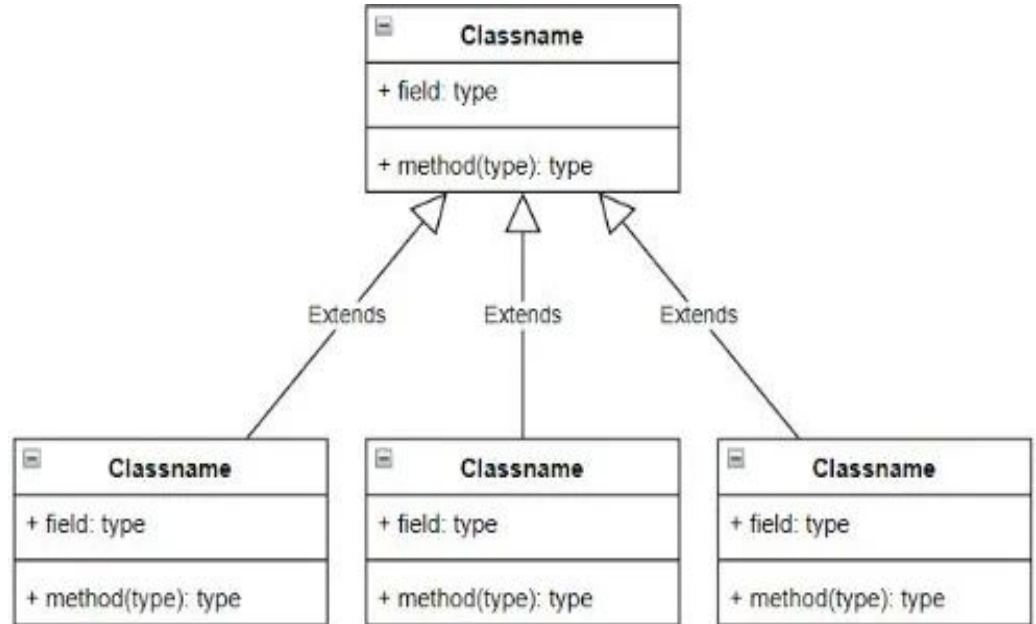 Classname
+ field: type
+ method(type): type
Extends Extends Extends
Classname Classname Classname
+ field: type + field: type + field: type
+ method(type): type + method(type): type + method(type): type